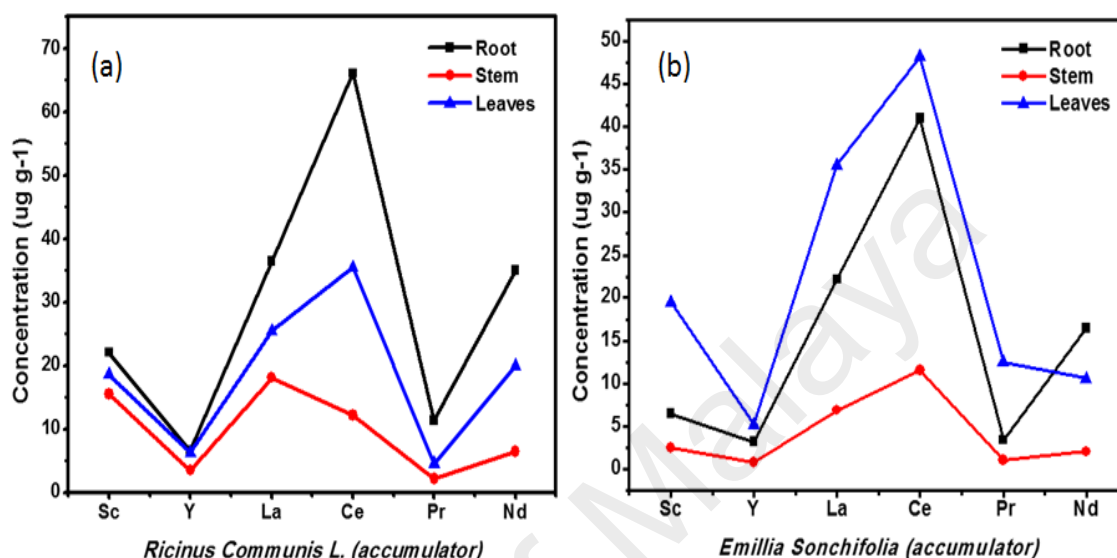 (a)
Root
Stem
Leaves
Concentration (ug g-1)
70
60
50
40
30
20
10
0
Sc Y La Ce Pr Nd
Ricinus Communis L. (accumulator)
(b)
Root
Stem
Leaves
Concentration (ug g-1)
50
45
40
35
30
25
20
15
10
5
0
Sc Y La Ce Pr Nd
Emillia Sonchifolia (accumulator)
of Malaya